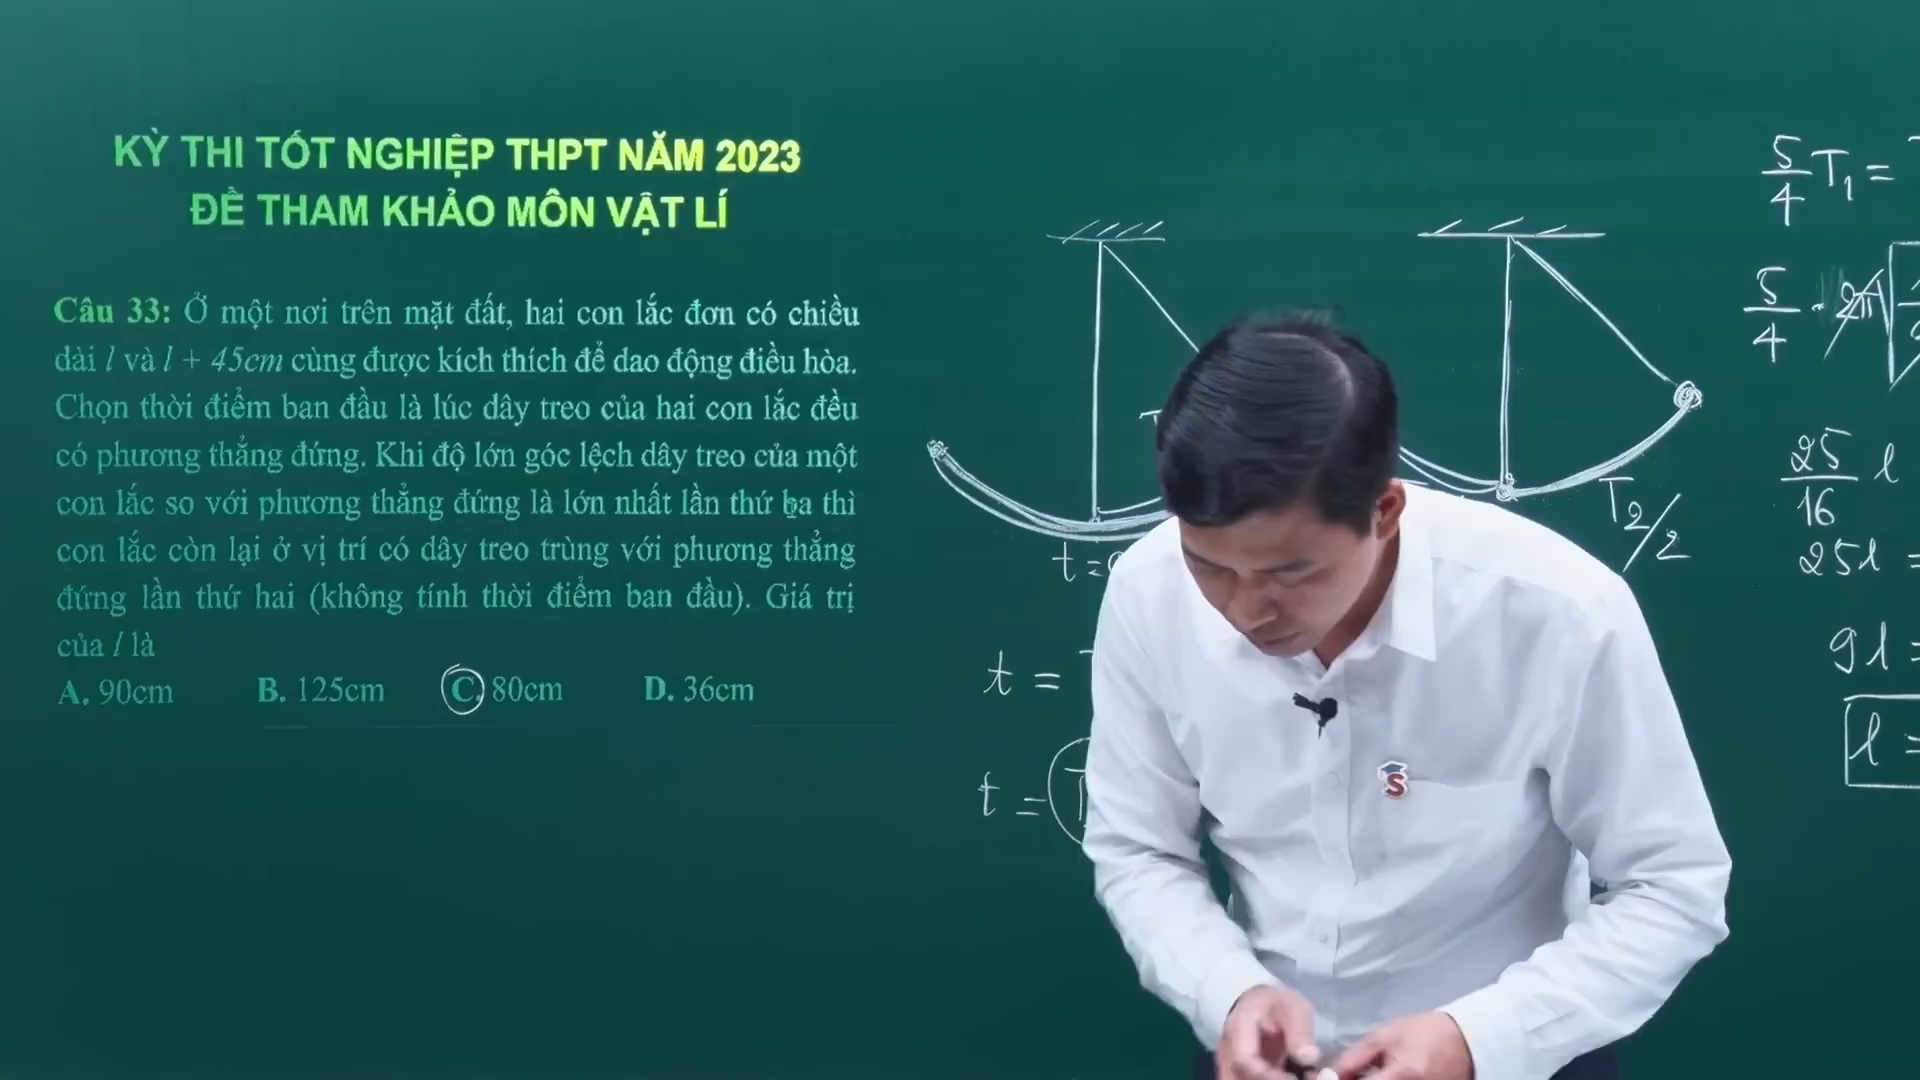 KỲ THI TỐT NGHIỆP THPT NĂM 2023
ĐỀ THAM KHẢO MÔN VẬT LÍ
Câu 33: Ở một nơi trên mặt đất, hai con lắc đơn có chiều
dài l và l + 45cm cùng được kích thích để dao động điều hòa.
Chọn thời điểm ban đầu là lúc dây treo của hai con lắc đều
có phương thẳng đứng. Khi độ lớn góc lệch dây treo của một
con lắc so với phương thẳng đứng là lớn nhất lần thứ ba thì
con lắc còn lại ở vị trí có dây treo trùng với phương thẳng
đứng lần thứ hai (không tính thời điểm ban đầu). Giá trị
của l là
A. 90cm B. 125cm C. 80cm D. 36cm
t =
T₂/2
t =
t =
5/4 T₁ =
5/4 · 2π√
25/16 l
25l =
9l =
l =
S